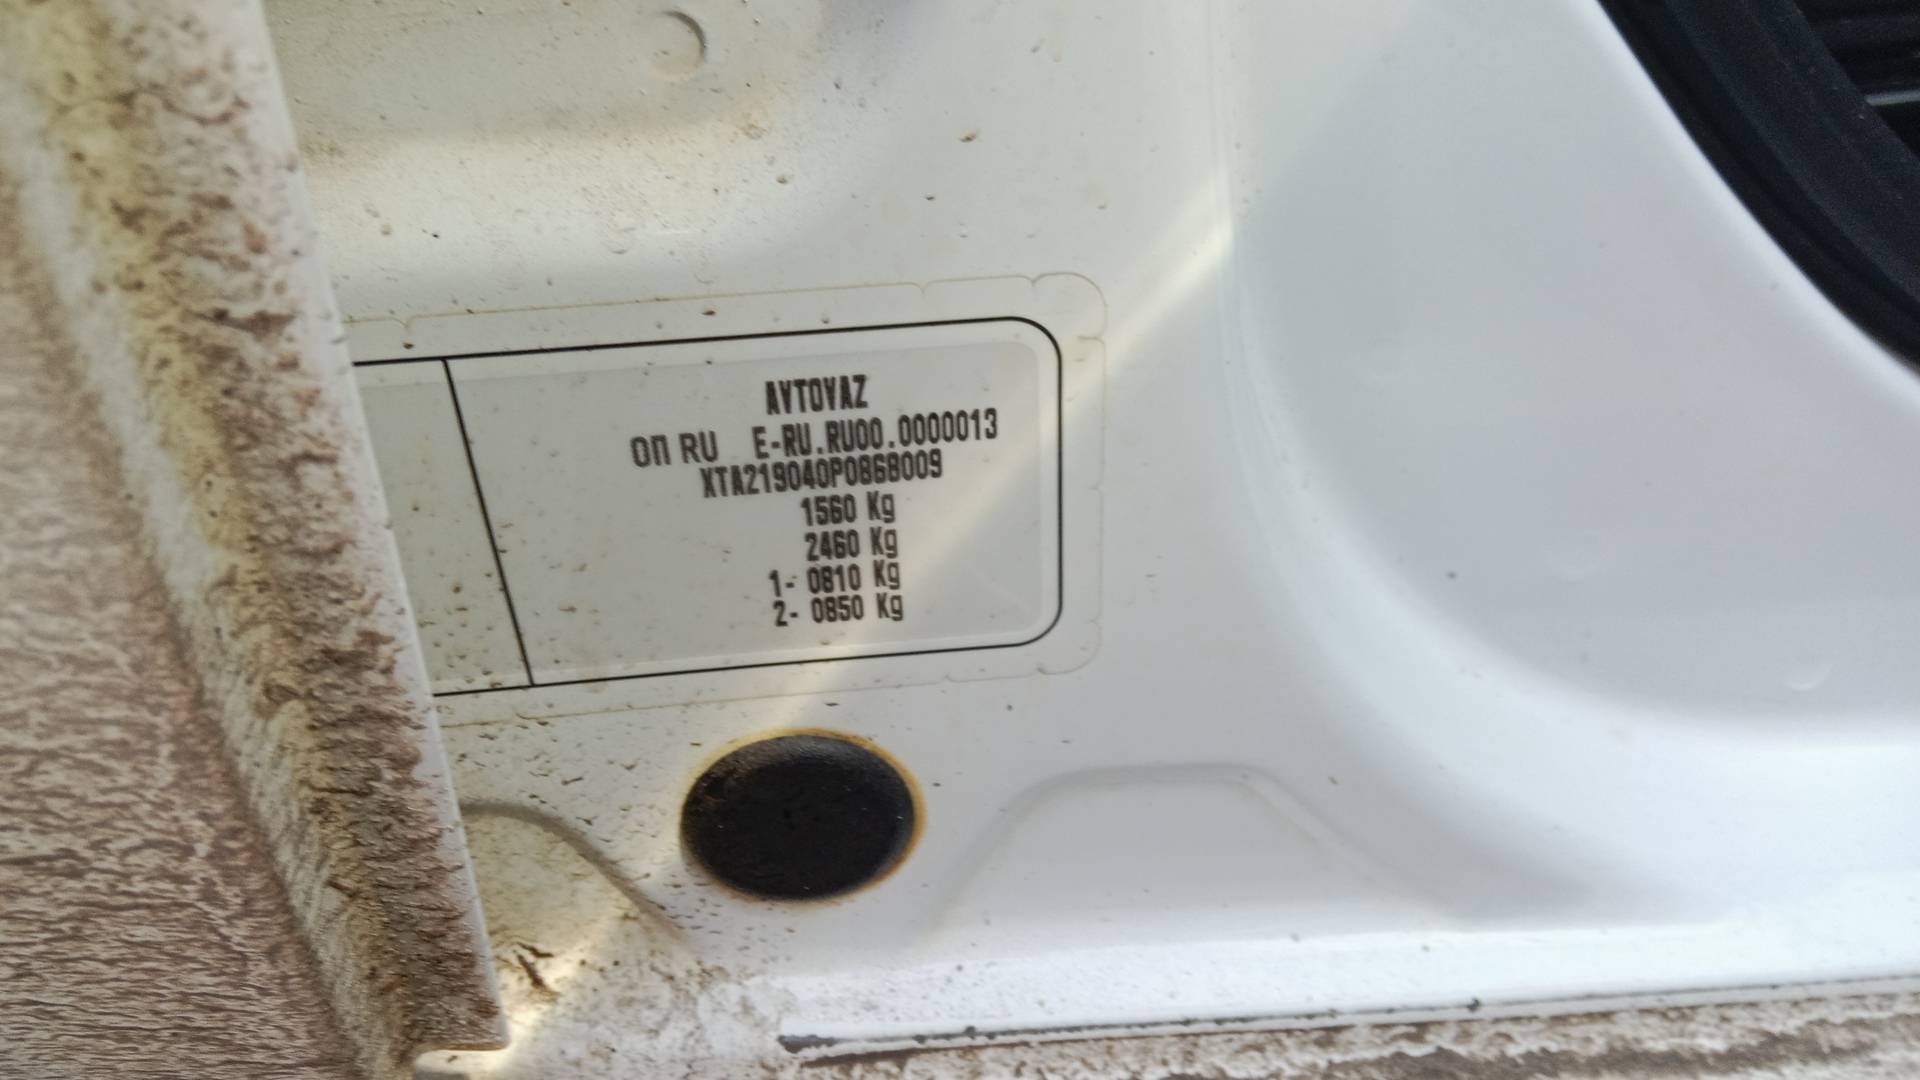 AVTOVAZ
ОП RU E-RU.RU00.0000013
XTA219040P0868009
1560 Kg
2460 Kg
1- 0810 Kg
2- 0850 Kg